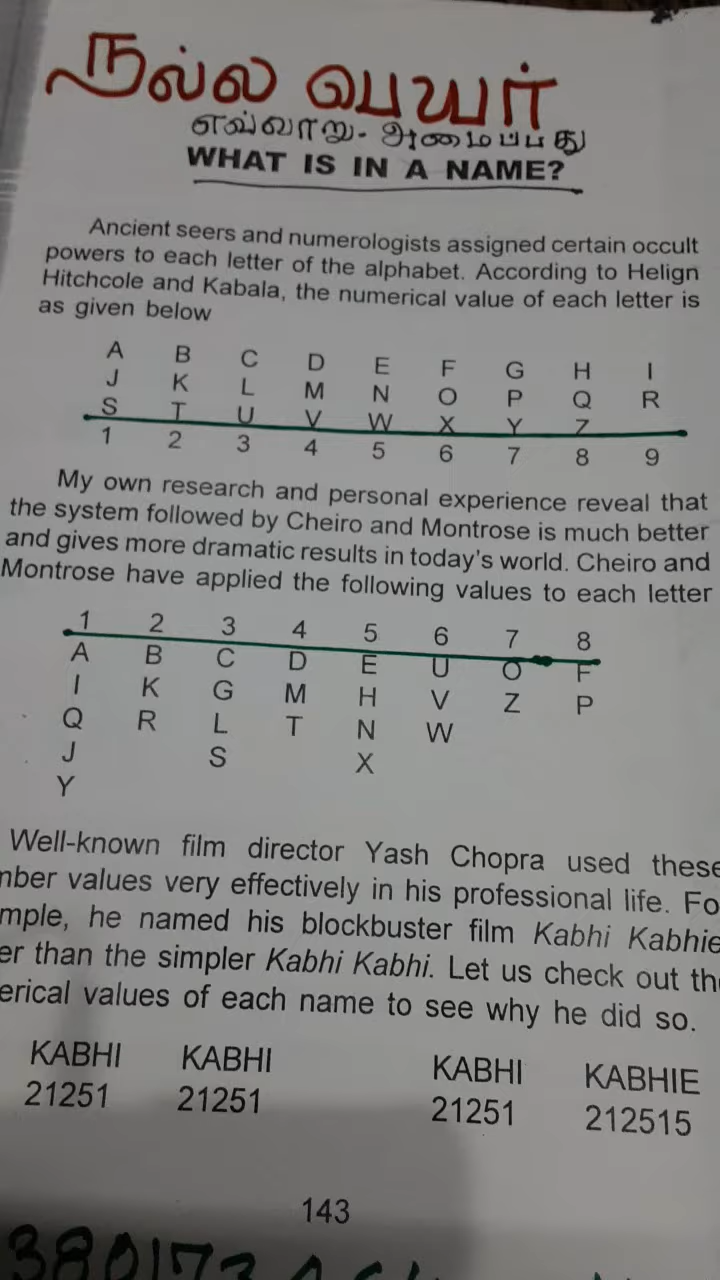 நல்ல பெயர்
எவ்வாறு - அமைப்பது
WHAT IS IN A NAME?
Ancient seers and numerologists assigned certain occult
powers to each letter of the alphabet. According to Helign
Hitchcole and Kabala, the numerical value of each letter is
as given below
A B C D E F G H I
J K L M N O P Q R
S T U V W X Y Z
1 2 3 4 5 6 7 8 9
My own research and personal experience reveal that
the system followed by Cheiro and Montrose is much better
and gives more dramatic results in today's world. Cheiro and
Montrose have applied the following values to each letter
1 2 3 4 5 6 7 8
A B C D E U O F
I K G M H V Z P
Q R L T N W
J S X
Y
Well-known film director Yash Chopra used these
mber values very effectively in his professional life. Fo
mple, he named his blockbuster film Kabhi Kabhie
er than the simpler Kabhi Kabhi. Let us check out the
erical values of each name to see why he did so.
KABHI KABHI KABHI KABHIE
21251 21251 21251 212515
143